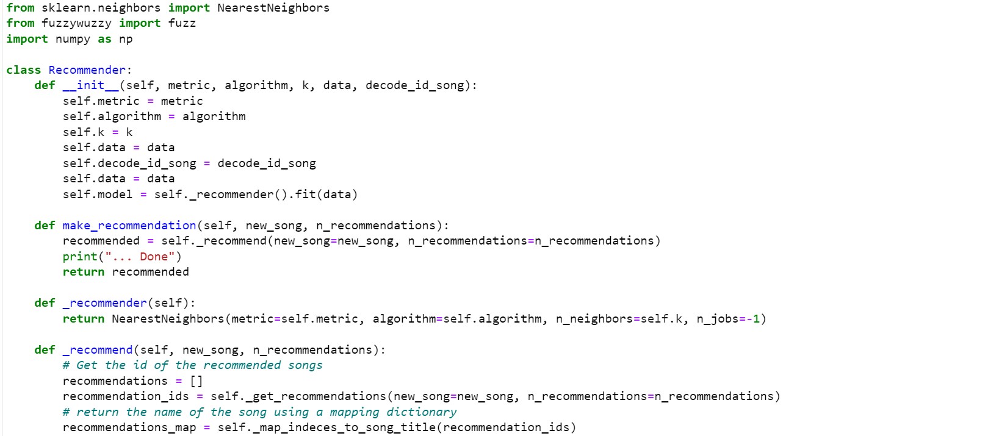 from sklearn.neighbors import NearestNeighbors
from fuzzywuzzy import fuzz
import numpy as np

class Recommender:
    def __init__(self, metric, algorithm, k, data, decode_id_song):
        self.metric = metric
        self.algorithm = algorithm
        self.k = k
        self.data = data
        self.decode_id_song = decode_id_song
        self.data = data
        self.model = self._recommender().fit(data)

    def make_recommendation(self, new_song, n_recommendations):
        recommended = self._recommend(new_song=new_song, n_recommendations=n_recommendations)
        print("... Done")
        return recommended

    def _recommender(self):
        return NearestNeighbors(metric=self.metric, algorithm=self.algorithm, n_neighbors=self.k, n_jobs=-1)

    def _recommend(self, new_song, n_recommendations):
        # Get the id of the recommended songs
        recommendations = []
        recommendation_ids = self._get_recommendations(new_song=new_song, n_recommendations=n_recommendations)
        # return the name of the song using a mapping dictionary
        recommendations_map = self._map_indeces_to_song_title(recommendation_ids)